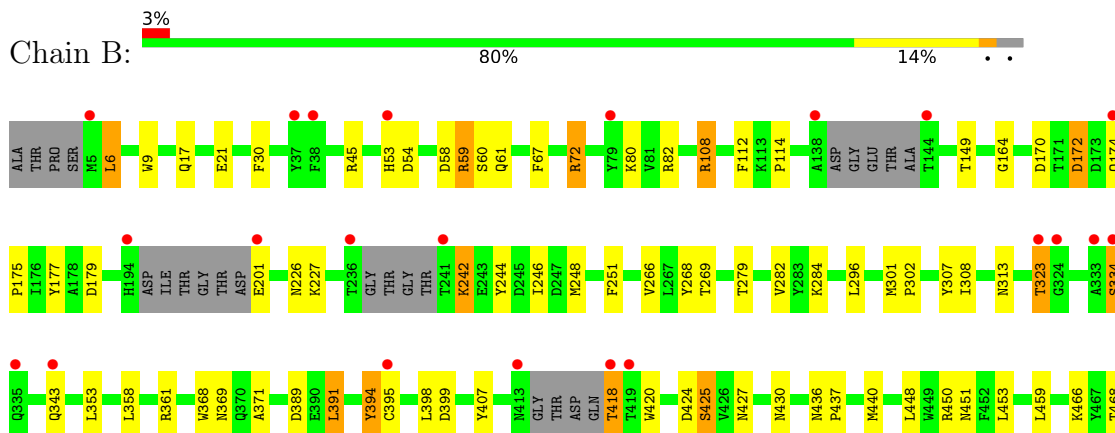 3%
Chain B:
80% 14% • •
ALA THR PRO SER M5 L6 W9 Q17 E21 F30 Y37 F38 R45 H53 D54 D58 R59 S60 Q61 F67 R72 Y79 K80 V81 R82 R108 F112 K113 P114 A138 ASP GLY GLU THR ALA T144 T149 G164 D170 T171 D172 D173
P175 I176 Y177 A178 D179 H194 ASP ILE THR GLY THR ASP E201 N226 K227 T236 GLY THR GLY THR T241 K242 E243 Y244 D245 I246 D247 M248 F251 V266 L267 Y268 T269 T279 V282 Y283 K284 L296 M301 P302 Y307 I308 N313 T323 G324 A333 S334
Q335 Q343 L353 L358 R361 W368 N369 Q370 A371 D389 E390 L391 Y394 C395 L398 D399 Y407 N413 GLY THR ASP GLN T418 T419 W420 D424 S425 V426 N427 N430 N436 P437 M440 L448 W449 R450 N451 F452 L453 L459 K466 Y467 T468